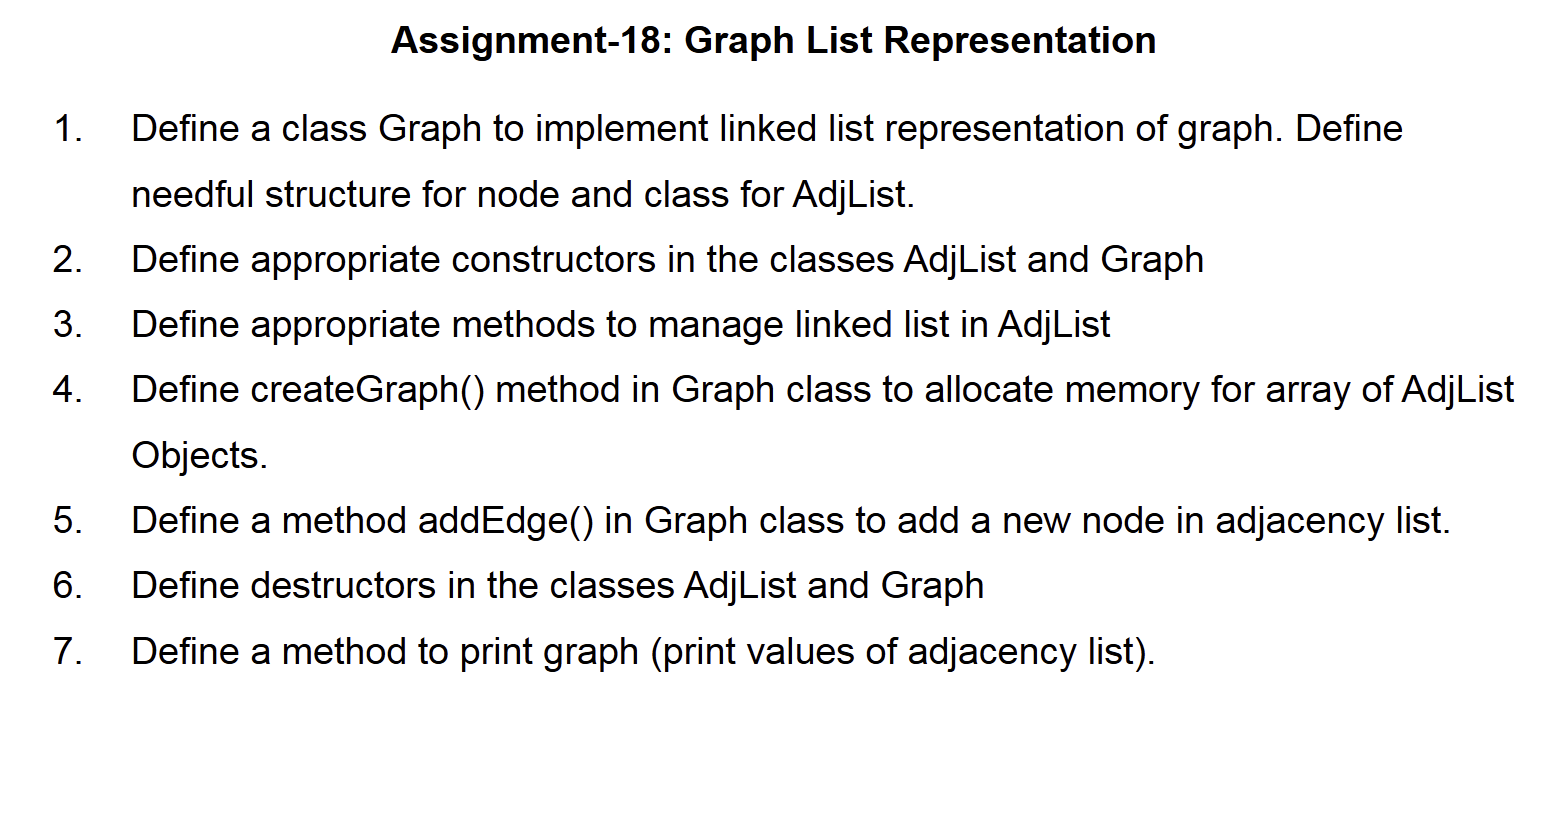 Assignment-18: Graph List Representation
1. Define a class Graph to implement linked list representation of graph. Define
needful structure for node and class for AdjList.
2. Define appropriate constructors in the classes AdjList and Graph
3. Define appropriate methods to manage linked list in AdjList
4. Define createGraph() method in Graph class to allocate memory for array of AdjList
Objects.
5. Define a method addEdge() in Graph class to add a new node in adjacency list.
6. Define destructors in the classes AdjList and Graph
7. Define a method to print graph (print values of adjacency list).